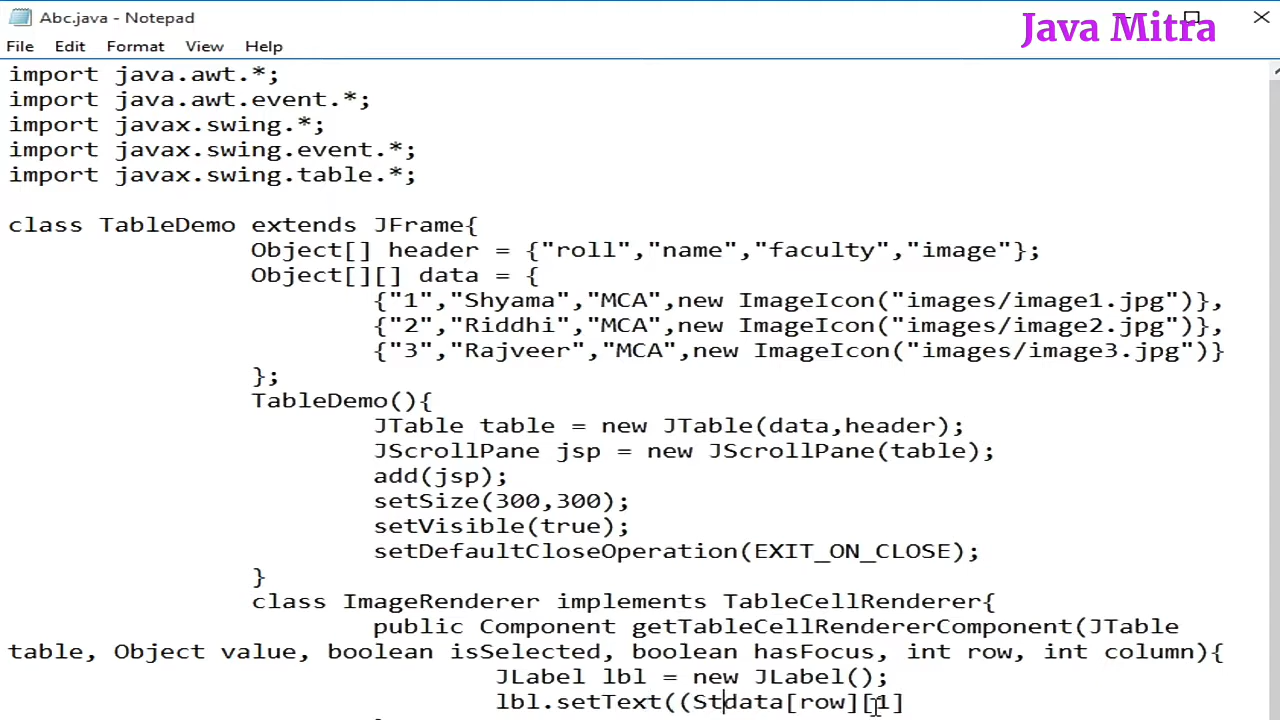 Abc.java - Notepad
Java Mitra
File Edit Format View Help
import java.awt.*;
import java.awt.event.*;
import javax.swing.*;
import javax.swing.event.*;
import javax.swing.table.*;
class TableDemo extends JFrame{
Object[] header = {"roll","name","faculty","image"};
Object[][] data = {
{"1","Shyama","MCA",new ImageIcon("images/image1.jpg")},
{"2","Riddhi","MCA",new ImageIcon("images/image2.jpg")},
{"3","Rajveer","MCA",new ImageIcon("images/image3.jpg")}
};
TableDemo(){
JTable table = new JTable(data,header);
JScrollPane jsp = new JScrollPane(table);
add(jsp);
setSize(300,300);
setVisible(true);
setDefaultCloseOperation(EXIT_ON_CLOSE);
}
class ImageRenderer implements TableCellRenderer{
public Component getTableCellRendererComponent(JTable
table, Object value, boolean isSelected, boolean hasFocus, int row, int column){
JLabel lbl = new JLabel();
lbl.setText((Stdata[row][1]